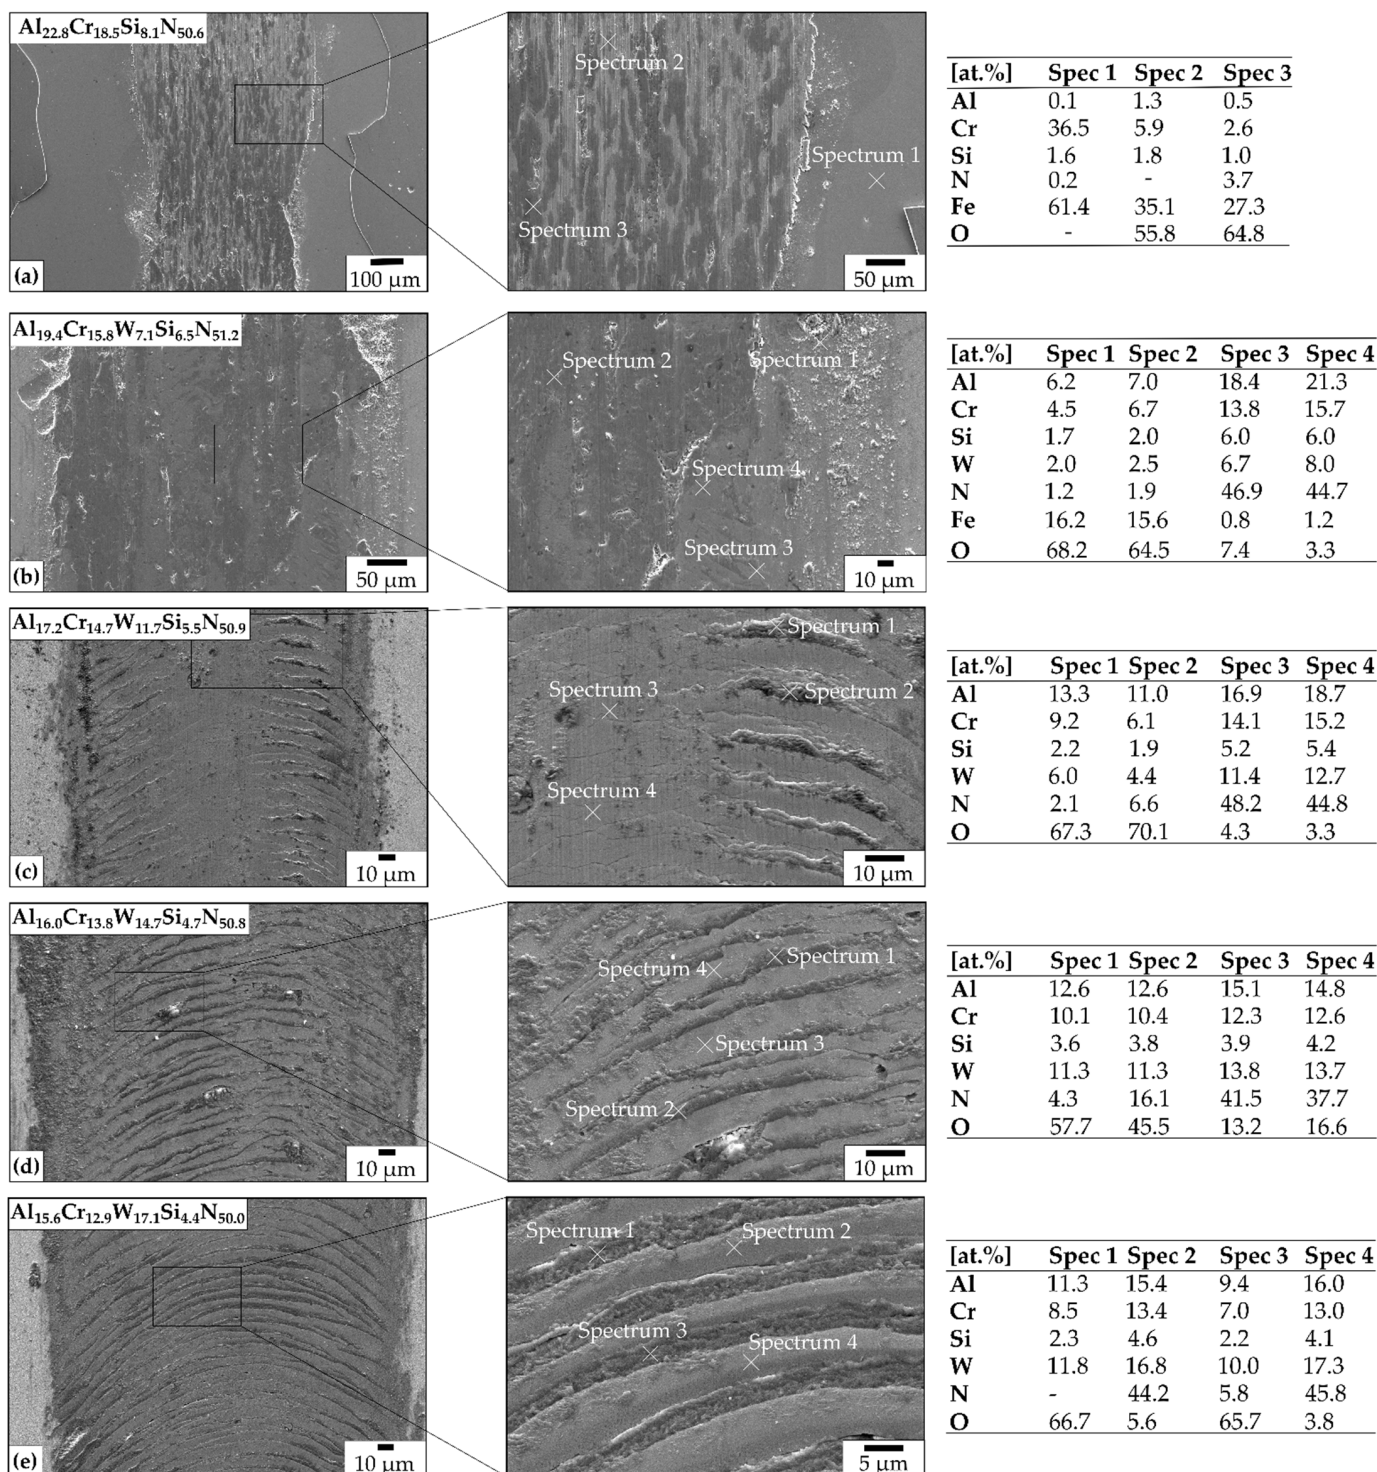 Al22.8Cr18.5Si8.1N50.6
(a)
100 µm
Spectrum 2
Spectrum 1
Spectrum 3
50 µm
[at.%] Spec 1 Spec 2 Spec 3
Al 0.1 1.3 0.5
Cr 36.5 5.9 2.6
Si 1.6 1.8 1.0
N 0.2 - 3.7
Fe 61.4 35.1 27.3
O - 55.8 64.8
Al19.4Cr15.8W7.1Si6.5N51.2
(b)
50 µm
Spectrum 2
Spectrum 1
Spectrum 4
Spectrum 3
10 µm
[at.%] Spec 1 Spec 2 Spec 3 Spec 4
Al 6.2 7.0 18.4 21.3
Cr 4.5 6.7 13.8 15.7
Si 1.7 2.0 6.0 6.0
W 2.0 2.5 6.7 8.0
N 1.2 1.9 46.9 44.7
Fe 16.2 15.6 0.8 1.2
O 68.2 64.5 7.4 3.3
Al17.2Cr14.7W11.7Si5.5N50.9
(c)
10 µm
Spectrum 1
Spectrum 3
Spectrum 2
Spectrum 4
10 µm
[at.%] Spec 1 Spec 2 Spec 3 Spec 4
Al 13.3 11.0 16.9 18.7
Cr 9.2 6.1 14.1 15.2
Si 2.2 1.9 5.2 5.4
W 6.0 4.4 11.4 12.7
N 2.1 6.6 48.2 44.8
O 67.3 70.1 4.3 3.3
Al16.0Cr13.8W14.7Si4.7N50.8
(d)
10 µm
Spectrum 1
Spectrum 4
Spectrum 3
Spectrum 2
10 µm
[at.%] Spec 1 Spec 2 Spec 3 Spec 4
Al 12.6 12.6 15.1 14.8
Cr 10.1 10.4 12.3 12.6
Si 3.6 3.8 3.9 4.2
W 11.3 11.3 13.8 13.7
N 4.3 16.1 41.5 37.7
O 57.7 45.5 13.2 16.6
Al15.6Cr12.9W17.1Si4.4N50.0
(e)
10 µm
Spectrum 1
Spectrum 2
Spectrum 3
Spectrum 4
5 µm
[at.%] Spec 1 Spec 2 Spec 3 Spec 4
Al 11.3 15.4 9.4 16.0
Cr 8.5 13.4 7.0 13.0
Si 2.3 4.6 2.2 4.1
W 11.8 16.8 10.0 17.3
N - 44.2 5.8 45.8
O 66.7 5.6 65.7 3.8